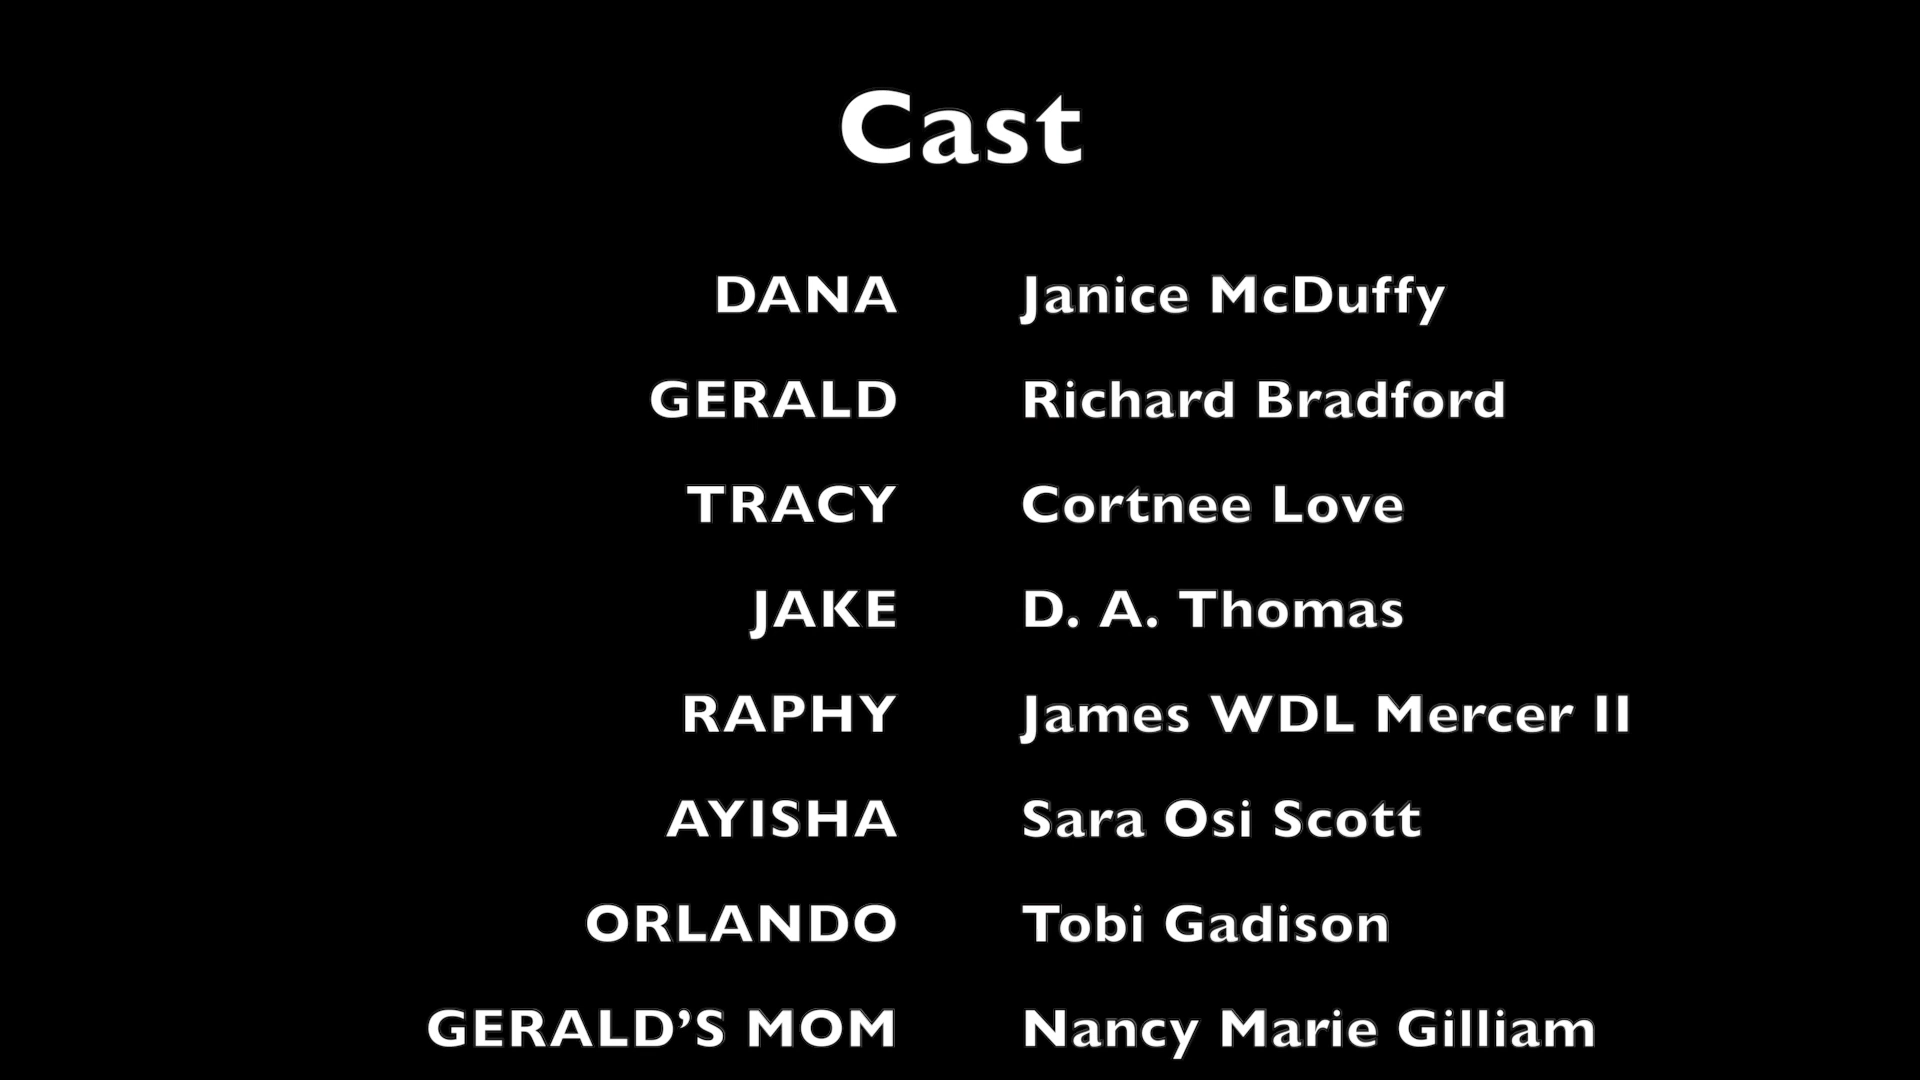 Cast
DANA Janice McDuffy
GERALD Richard Bradford
TRACY Cortnee Love
JAKE D. A. Thomas
RAPHY James WDL Mercer II
AYISHA Sara Osi Scott
ORLANDO Tobi Gadison
GERALD’S MOM Nancy Marie Gilliam